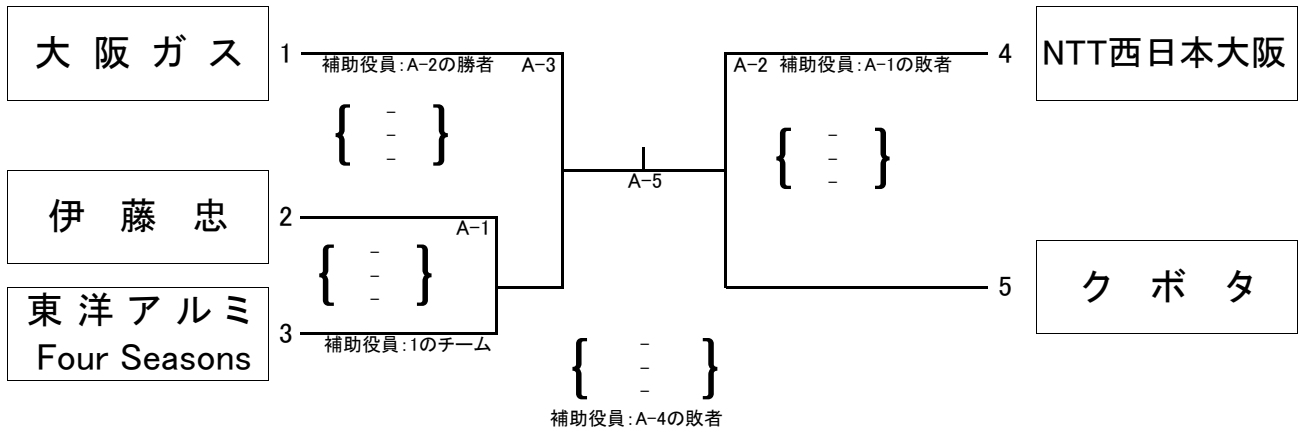 大阪ガス
1
補助役員:A-2の勝者 A-3
{ - - - }
伊藤忠
2
A-1
{ - - - }
東洋アルミ
Four Seasons
3
補助役員:1のチーム
A-5
{ - - - }
補助役員:A-4の敗者
A-2 補助役員:A-1の敗者
4
NTT西日本大阪
{ - - - }
5
クボタ